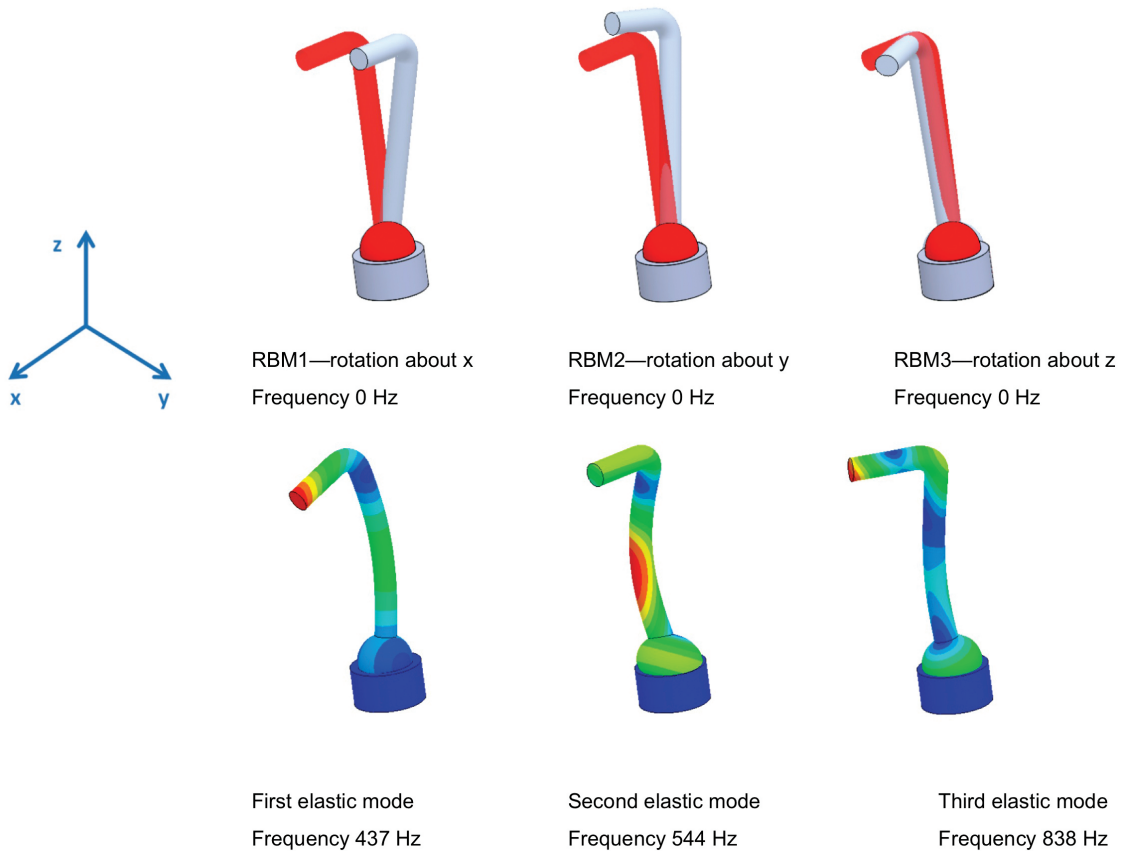 z
x
y
RBM1—rotation about x
Frequency 0 Hz
RBM2—rotation about y
Frequency 0 Hz
RBM3—rotation about z
Frequency 0 Hz
First elastic mode
Frequency 437 Hz
Second elastic mode
Frequency 544 Hz
Third elastic mode
Frequency 838 Hz